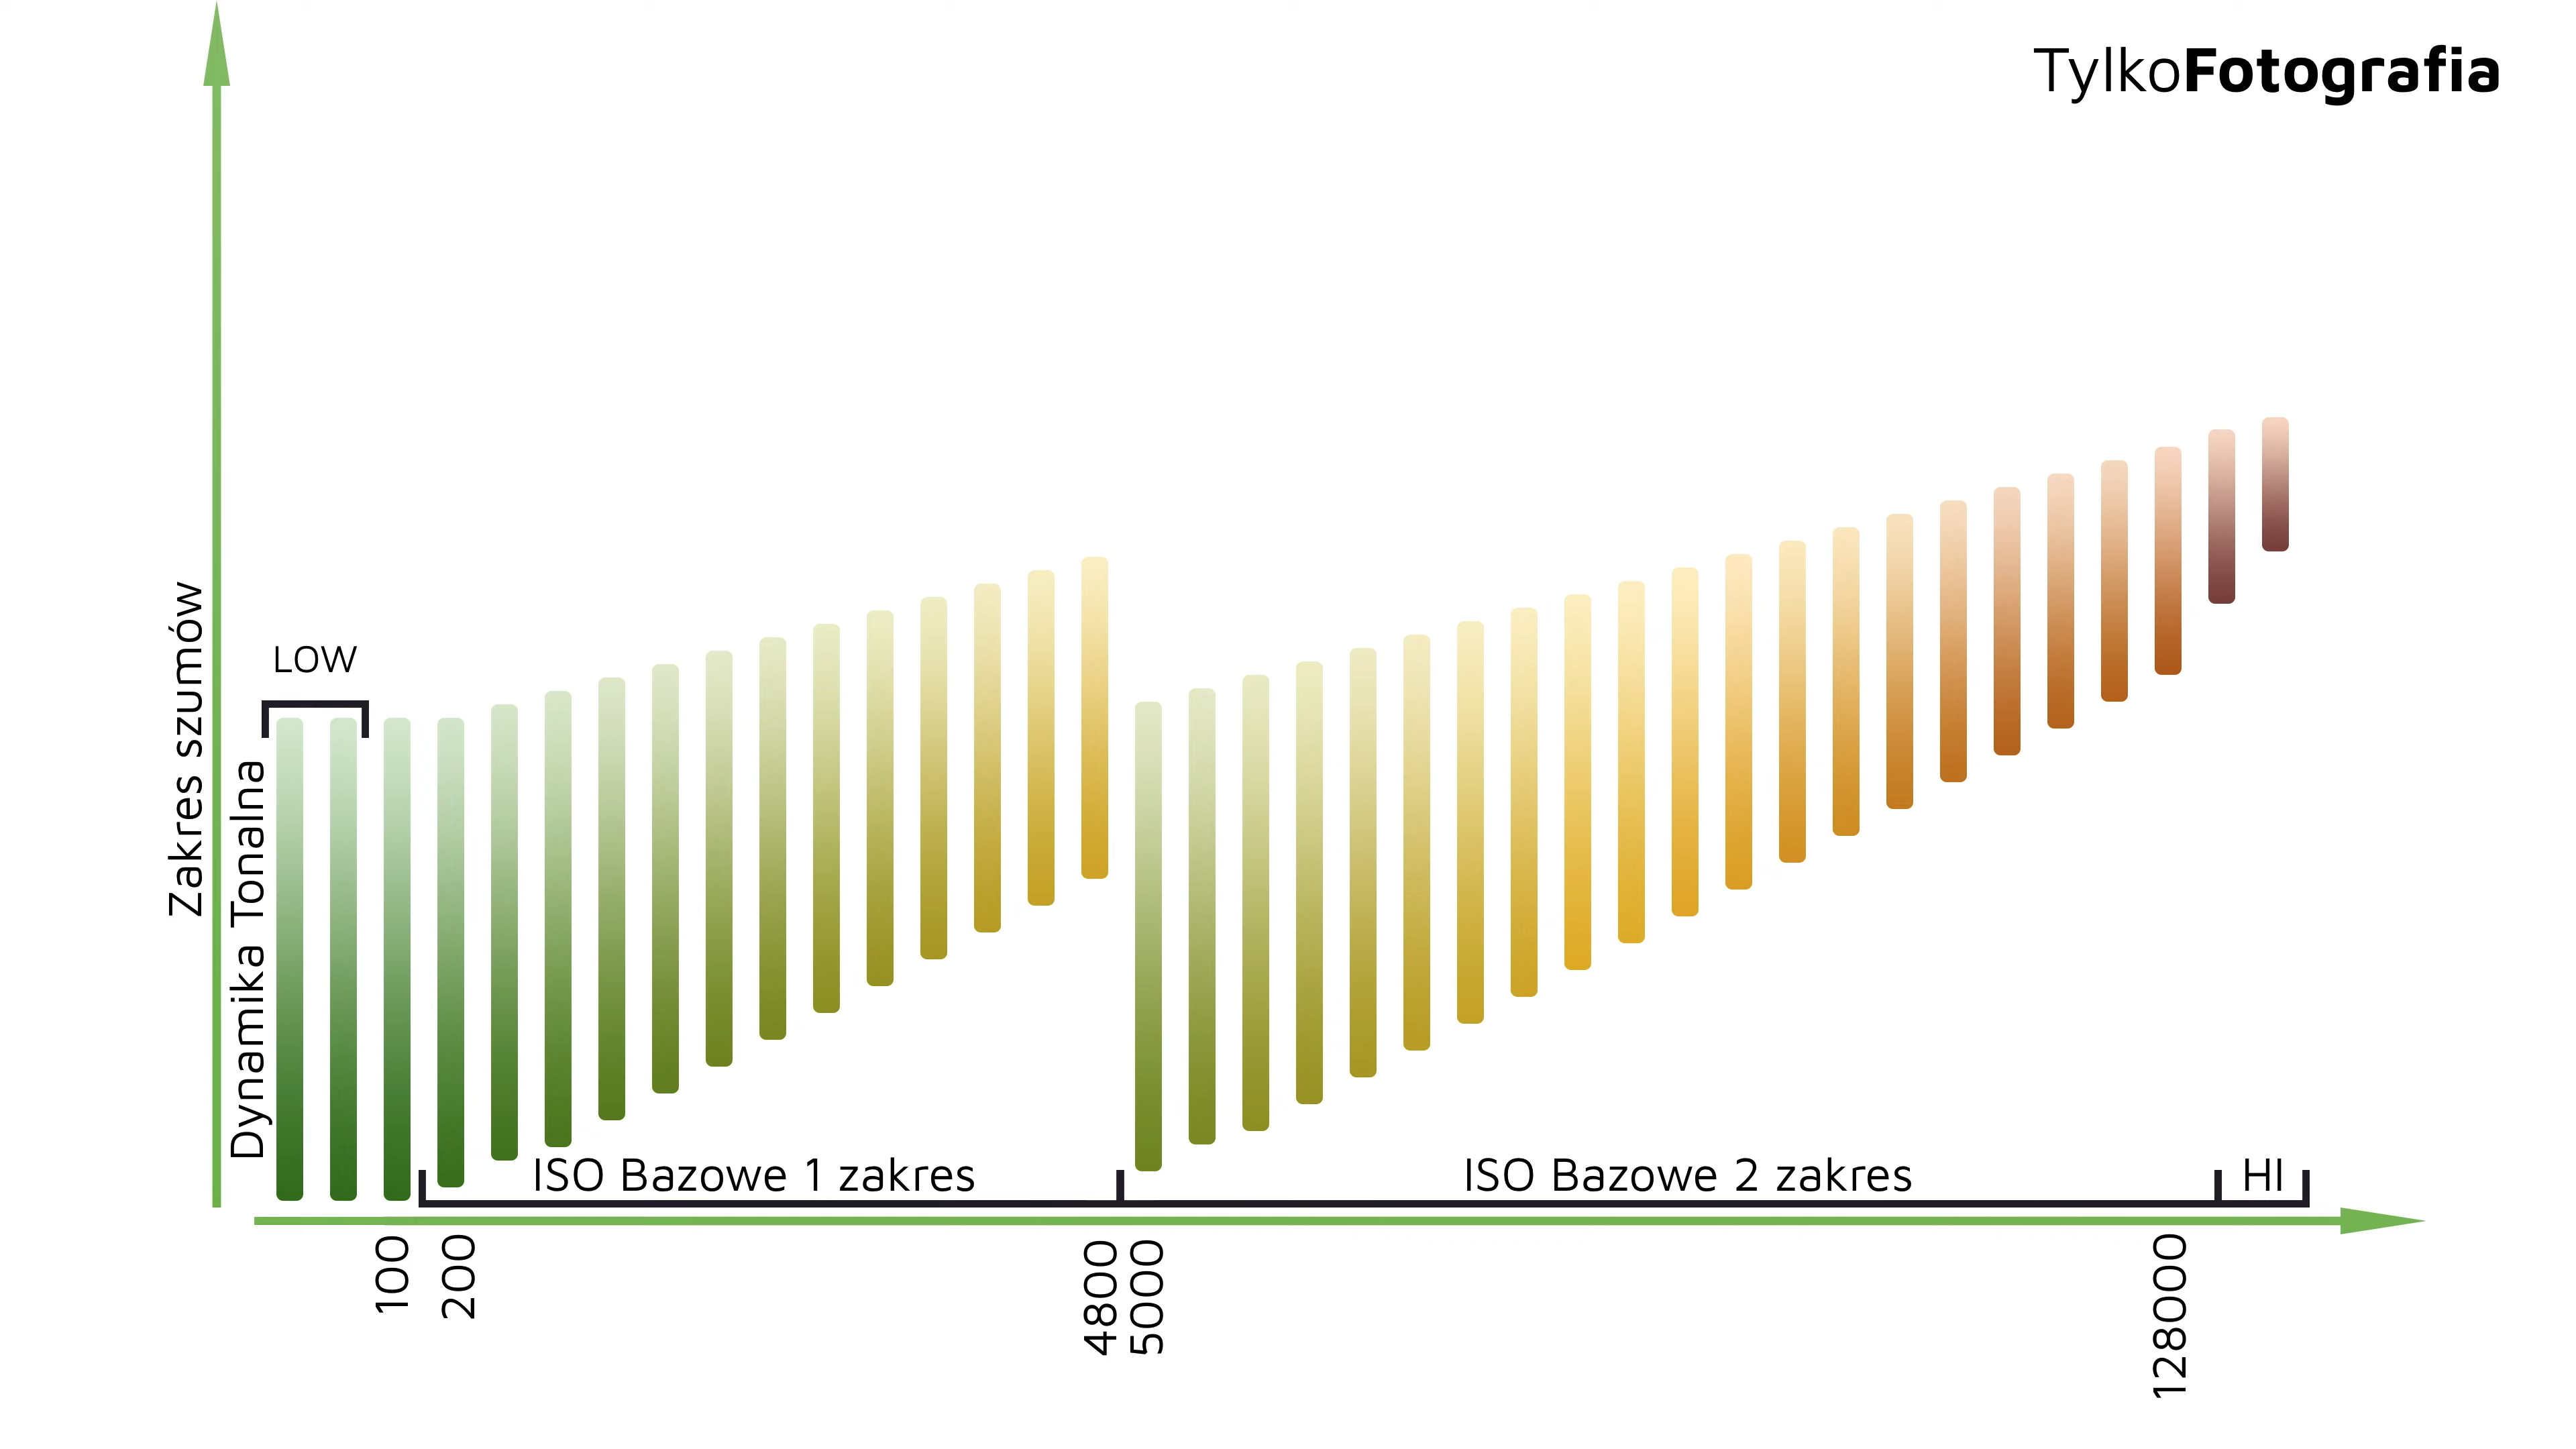 TylkoFotografia
Zakres szumów
Dynamika Tonalna
LOW
ISO Bazowe 1 zakres
ISO Bazowe 2 zakres
HI
100
200
4800
5000
128000